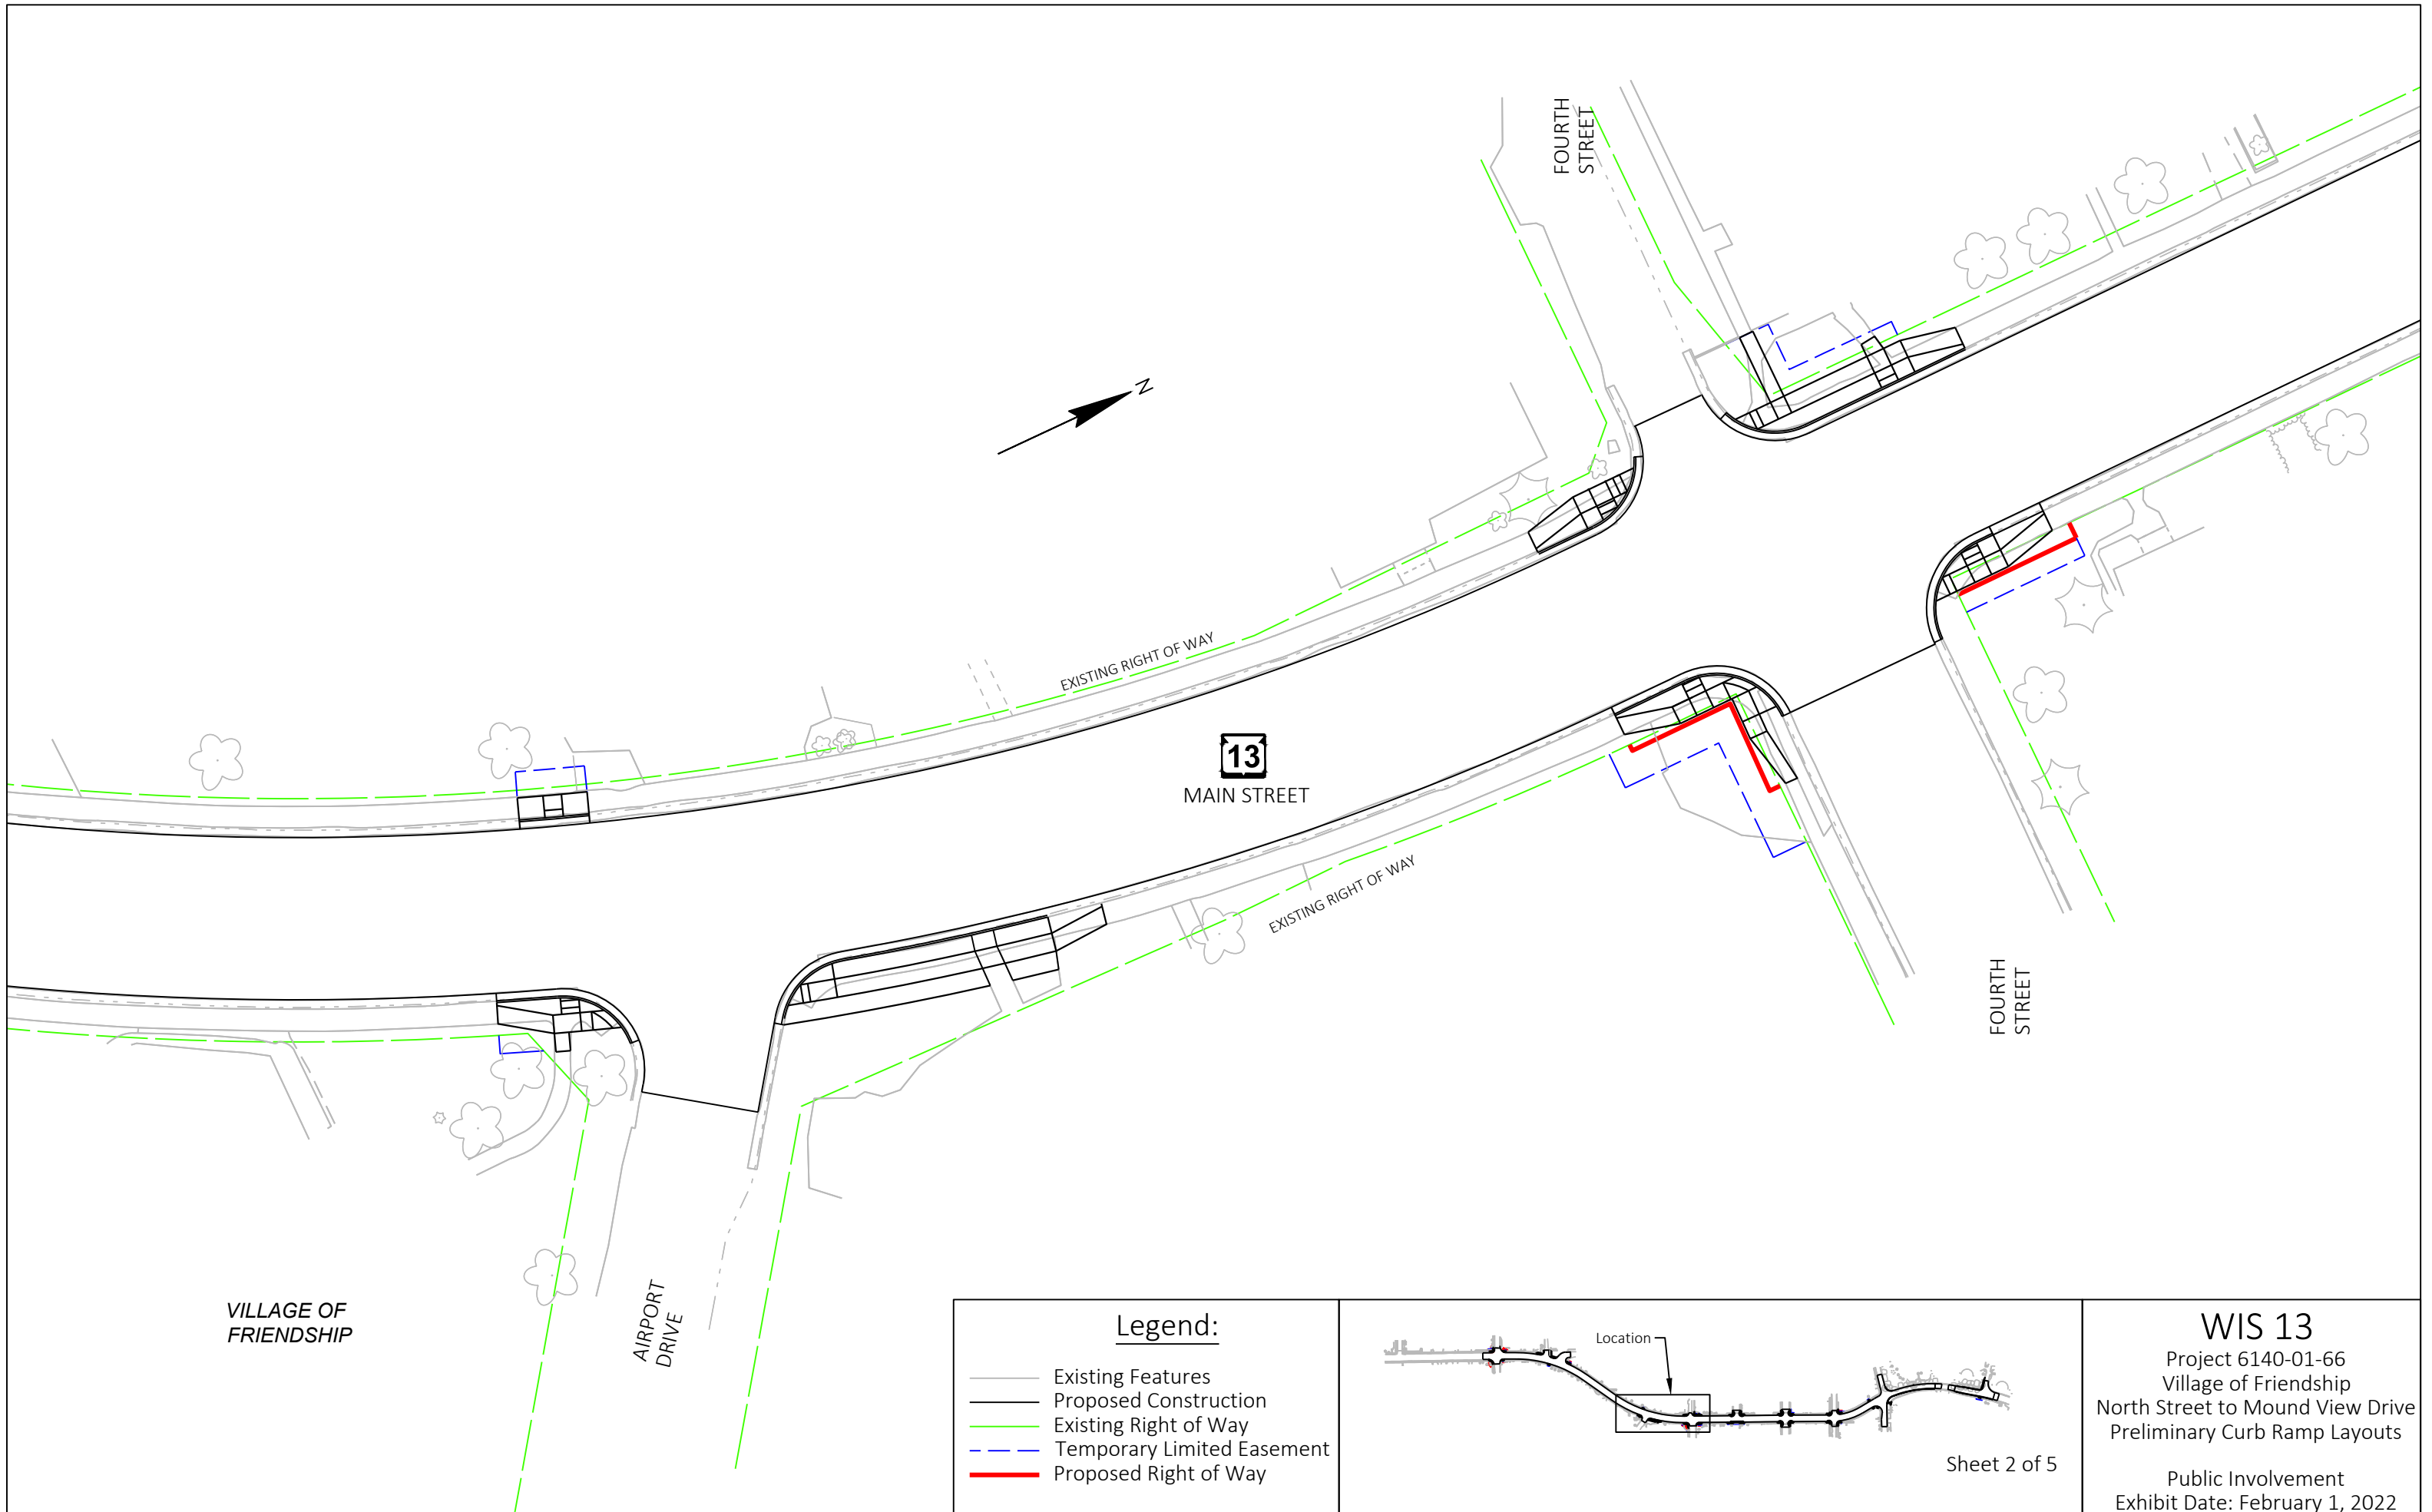 FOURTH
STREET
N
EXISTING RIGHT OF WAY
13
MAIN STREET
EXISTING RIGHT OF WAY
FOURTH
STREET
AIRPORT
DRIVE
VILLAGE OF
FRIENDSHIP
Legend:
Existing Features
Proposed Construction
Existing Right of Way
Temporary Limited Easement
Proposed Right of Way
Location
Sheet 2 of 5
WIS 13
Project 6140-01-66
Village of Friendship
North Street to Mound View Drive
Preliminary Curb Ramp Layouts
Public Involvement
Exhibit Date: February 1, 2022